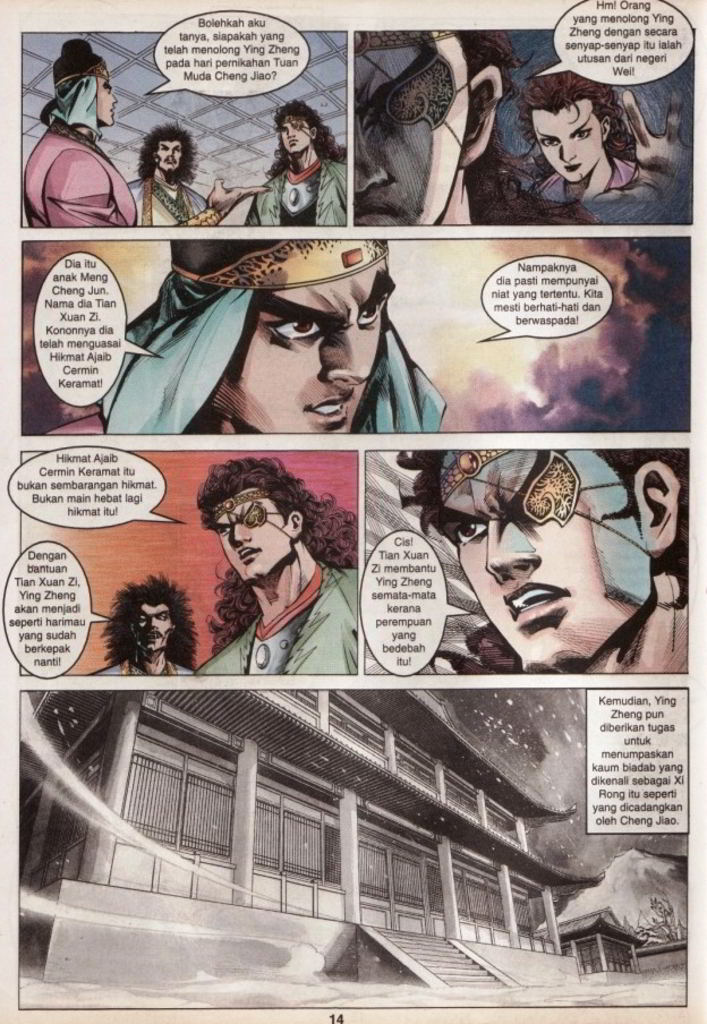 Bolehkah aku
tanya, siapakah yang
telah menolong Ying Zheng
pada hari pernikahan Tuan
Muda Cheng Jiao?
Hm! Orang
yang menolong Ying
Zheng dengan secara
senyap-senyap itu ialah
utusan dari negeri
Wei!
Dia itu
anak Meng
Cheng Jun.
Nama dia Tian
Xuan Zi.
Kononnya dia
telah menguasai
Hikmat Ajaib
Cermin
Keramat!
Nampaknya
dia pasti mempunyai
niat yang tertentu. Kita
mesti berhati-hati dan
berwaspada!
Hikmat Ajaib
Cermin Keramat itu
bukan sembarangan hikmat.
Bukan main hebat lagi
hikmat itu!
Dengan
bantuan
Tian Xuan Zi,
Ying Zheng
akan menjadi
seperti harimau
yang sudah
berkepak
nanti!
Cis!
Tian Xuan
Zi membantu
Ying Zheng
semata-mata
kerana
perempuan
yang
bedebah
itu!
Kemudian, Ying
Zheng pun
diberikan tugas
untuk
menumpaskan
kaum biadab yang
dikenali sebagai Xi
Rong itu seperti
yang dicadangkan
oleh Cheng Jiao.
14